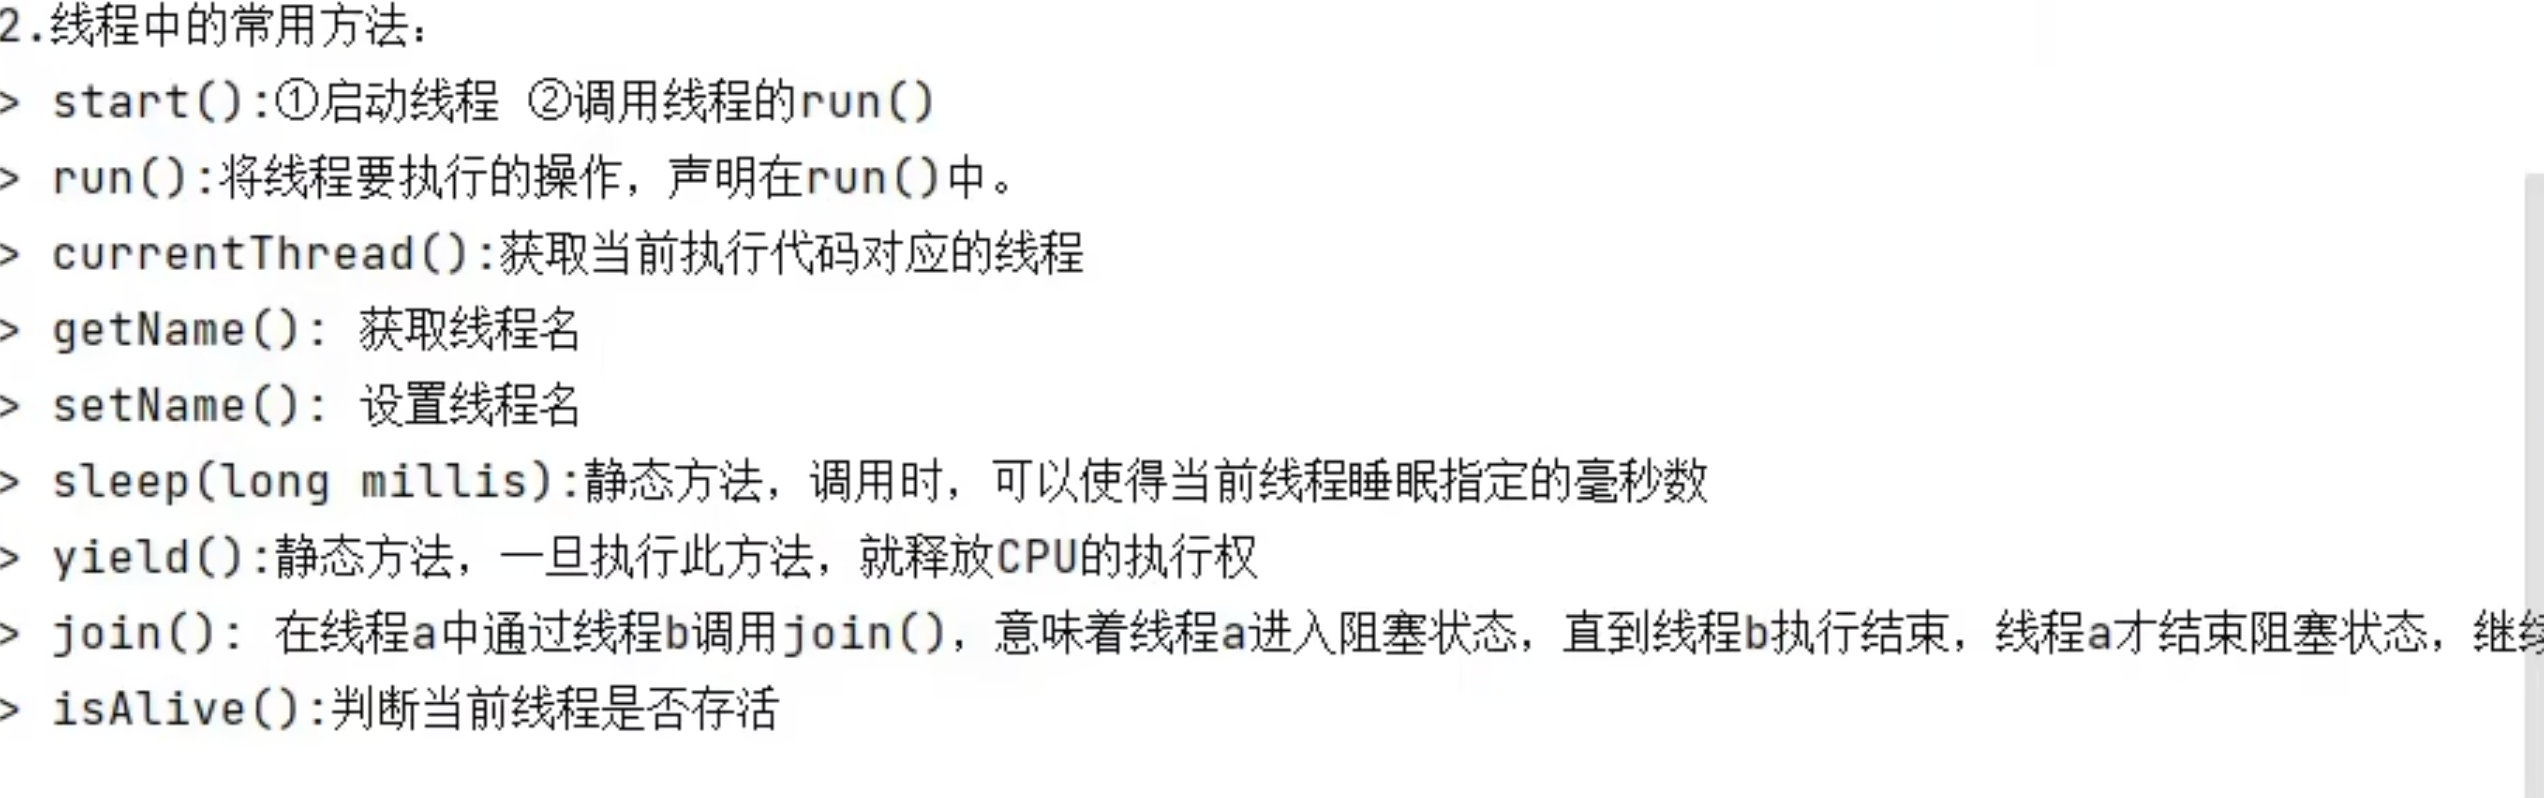 2.线程中的常用方法：
> start():①启动线程 ②调用线程的run()
> run():将线程要执行的操作，声明在run()中。
> currentThread():获取当前执行代码对应的线程
> getName(): 获取线程名
> setName(): 设置线程名
> sleep(long millis):静态方法，调用时，可以使得当前线程睡眠指定的毫秒数
> yield():静态方法，一旦执行此方法，就释放CPU的执行权
> join(): 在线程a中通过线程b调用join()，意味着线程a进入阻塞状态，直到线程b执行结束，线程a才结束阻塞状态，继续
> isAlive():判断当前线程是否存活